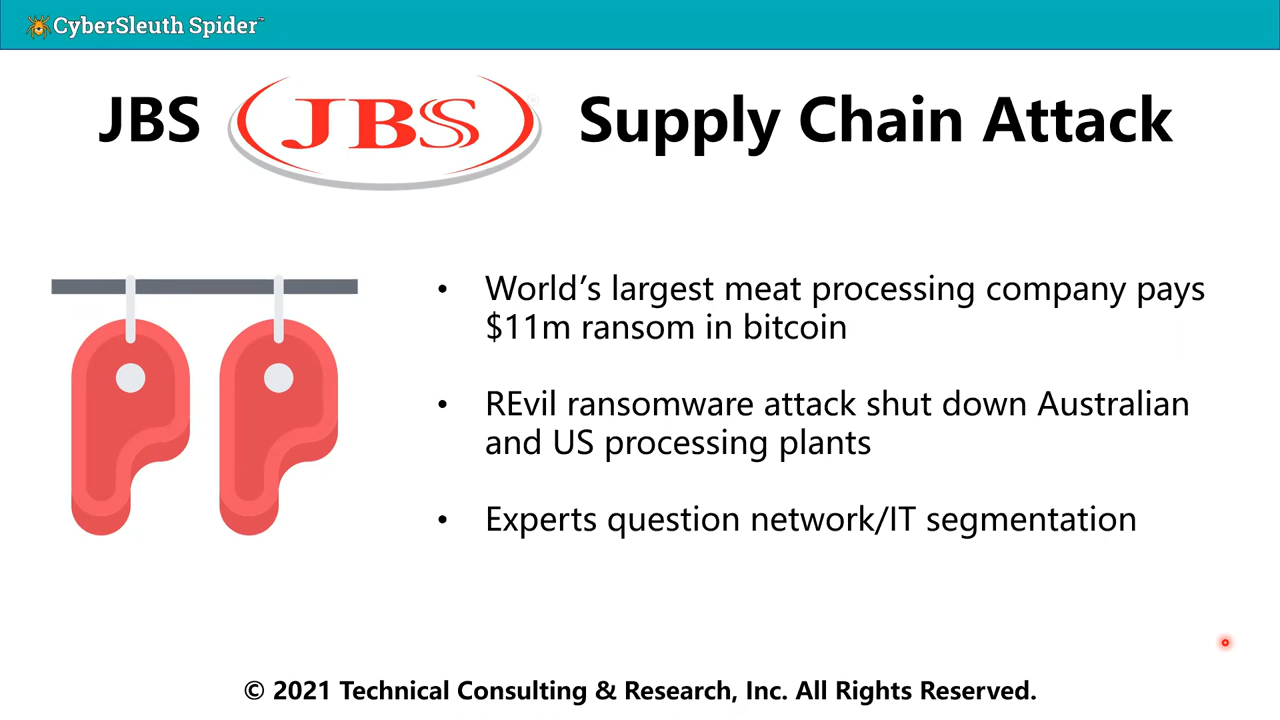 CyberSleuth Spider™
JBS JBS Supply Chain Attack
• World’s largest meat processing company pays
$11m ransom in bitcoin
• REvil ransomware attack shut down Australian
and US processing plants
• Experts question network/IT segmentation
© 2021 Technical Consulting & Research, Inc. All Rights Reserved.